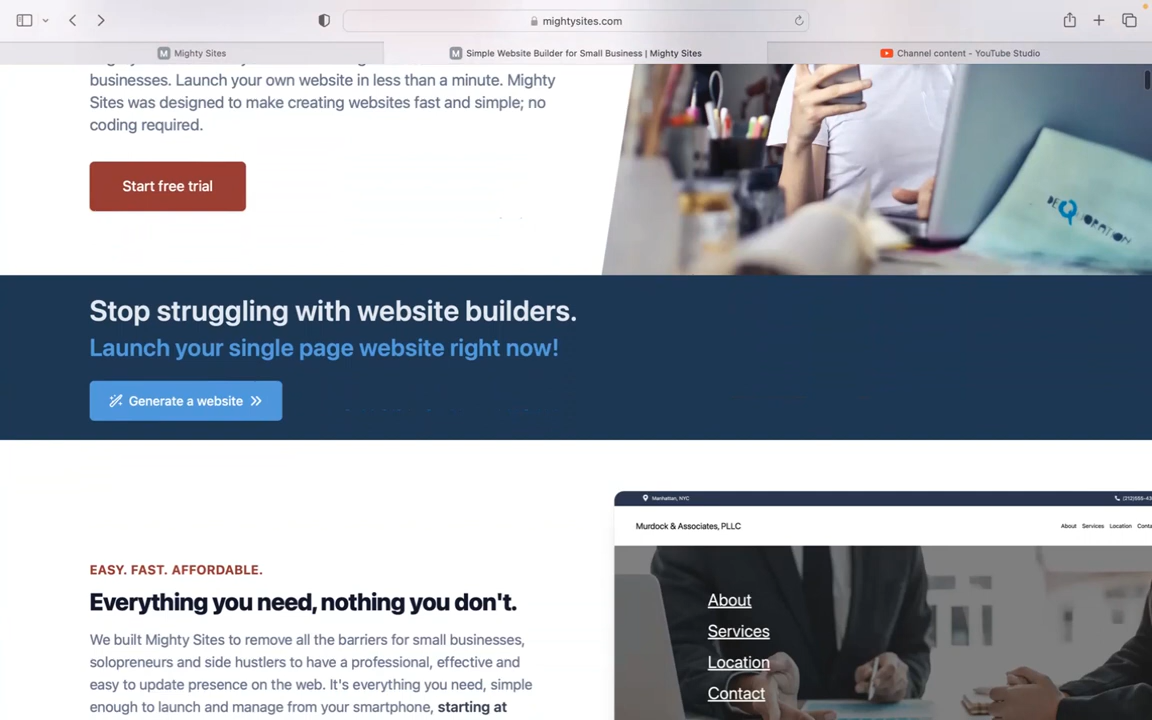 mightysites.com
Mighty Sites
Simple Website Builder for Small Business | Mighty Sites
Channel content - YouTube Studio
businesses. Launch your own website in less than a minute. Mighty
Sites was designed to make creating websites fast and simple; no
coding required.
Start free trial
Stop struggling with website builders.
Launch your single page website right now!
Generate a website
EASY. FAST. AFFORDABLE.
Everything you need, nothing you don't.
We built Mighty Sites to remove all the barriers for small businesses,
solopreneurs and side hustlers to have a professional, effective and
easy to update presence on the web. It's everything you need, simple
enough to launch and manage from your smartphone, starting at
Manhattan, NYC
Murdock & Associates, PLLC
About Services Location
About
Services
Location
Contact